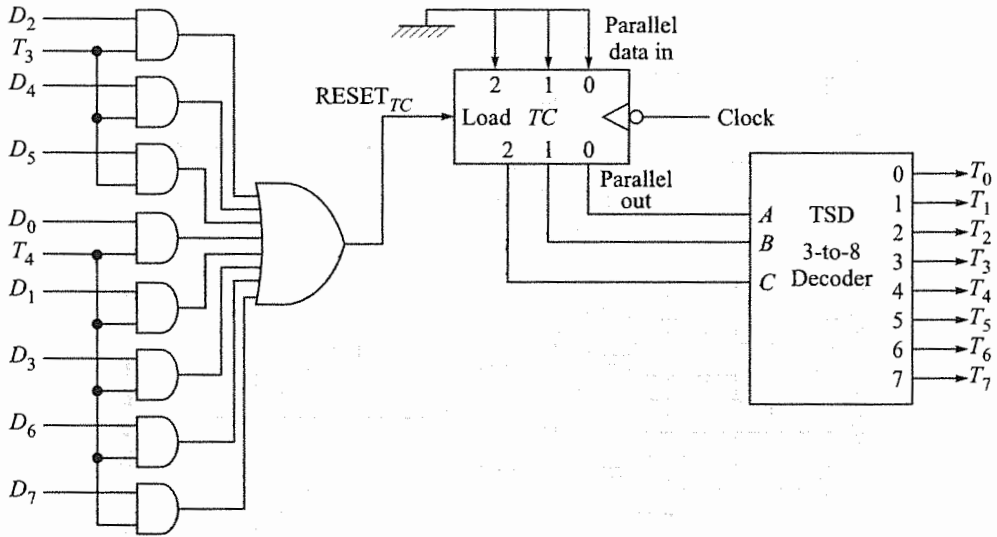 D2
T3
D4
D5
D0
T4
D1
D3
D6
D7
RESETTC
Parallel
data in
2 1 0
Load TC
Clock
2 1 0
Parallel
out
A
B
C
TSD
3-to-8
Decoder
0 T0
1 T1
2 T2
3 T3
4 T4
5 T5
6 T6
7 T7